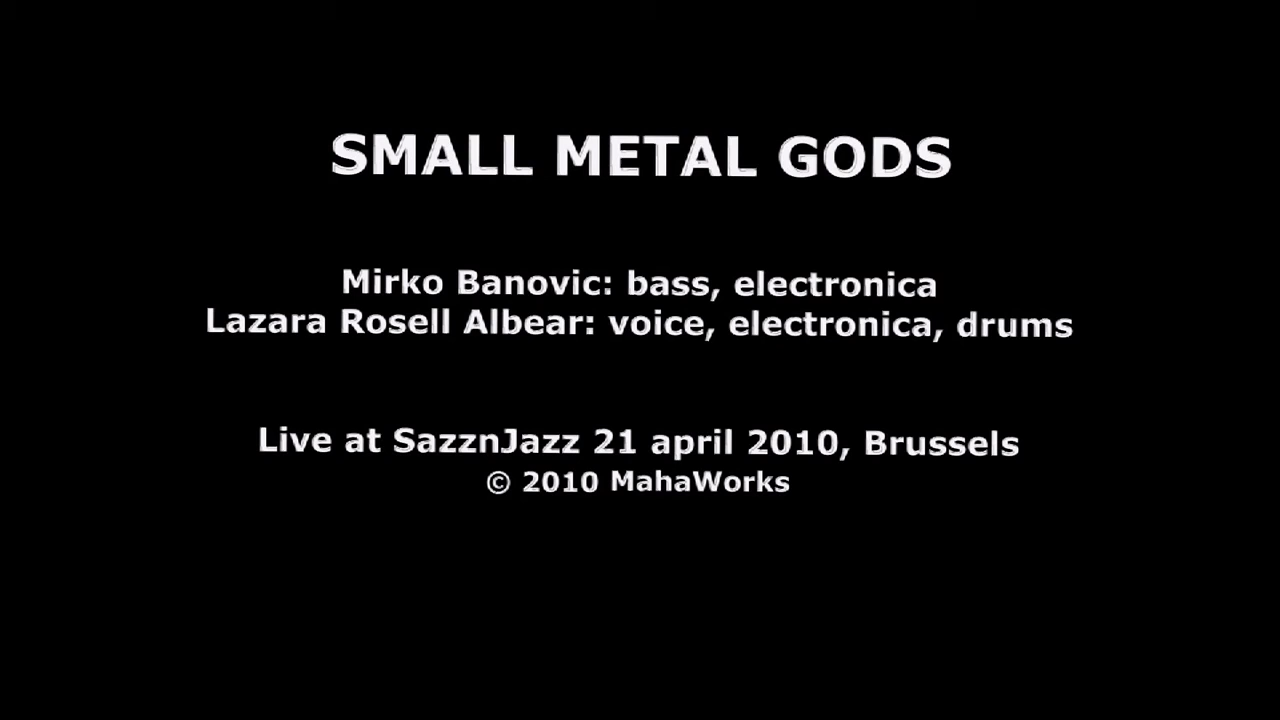 SMALL METAL GODS
Mirko Banovic: bass, electronica
Lazara Rosell Albear: voice, electronica, drums
Live at SazznJazz 21 april 2010, Brussels
© 2010 MahaWorks